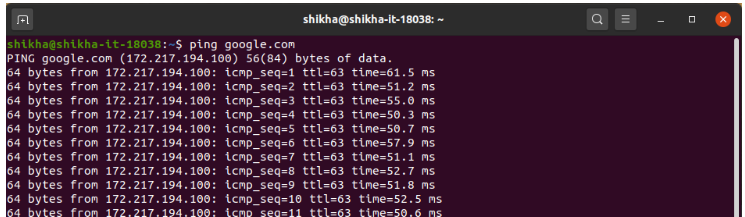 shikha@shikha-it-18038: ~
shikha@shikha-it-18038:~$ ping google.com
PING google.com (172.217.194.100) 56(84) bytes of data.
64 bytes from 172.217.194.100: icmp_seq=1 ttl=63 time=61.5 ms
64 bytes from 172.217.194.100: icmp_seq=2 ttl=63 time=51.2 ms
64 bytes from 172.217.194.100: icmp_seq=3 ttl=63 time=55.0 ms
64 bytes from 172.217.194.100: icmp_seq=4 ttl=63 time=50.3 ms
64 bytes from 172.217.194.100: icmp_seq=5 ttl=63 time=50.7 ms
64 bytes from 172.217.194.100: icmp_seq=6 ttl=63 time=57.9 ms
64 bytes from 172.217.194.100: icmp_seq=7 ttl=63 time=51.1 ms
64 bytes from 172.217.194.100: icmp_seq=8 ttl=63 time=52.7 ms
64 bytes from 172.217.194.100: icmp_seq=9 ttl=63 time=51.8 ms
64 bytes from 172.217.194.100: icmp_seq=10 ttl=63 time=52.5 ms
64 bytes from 172.217.194.100: icmp_seq=11 ttl=63 time=50.6 ms